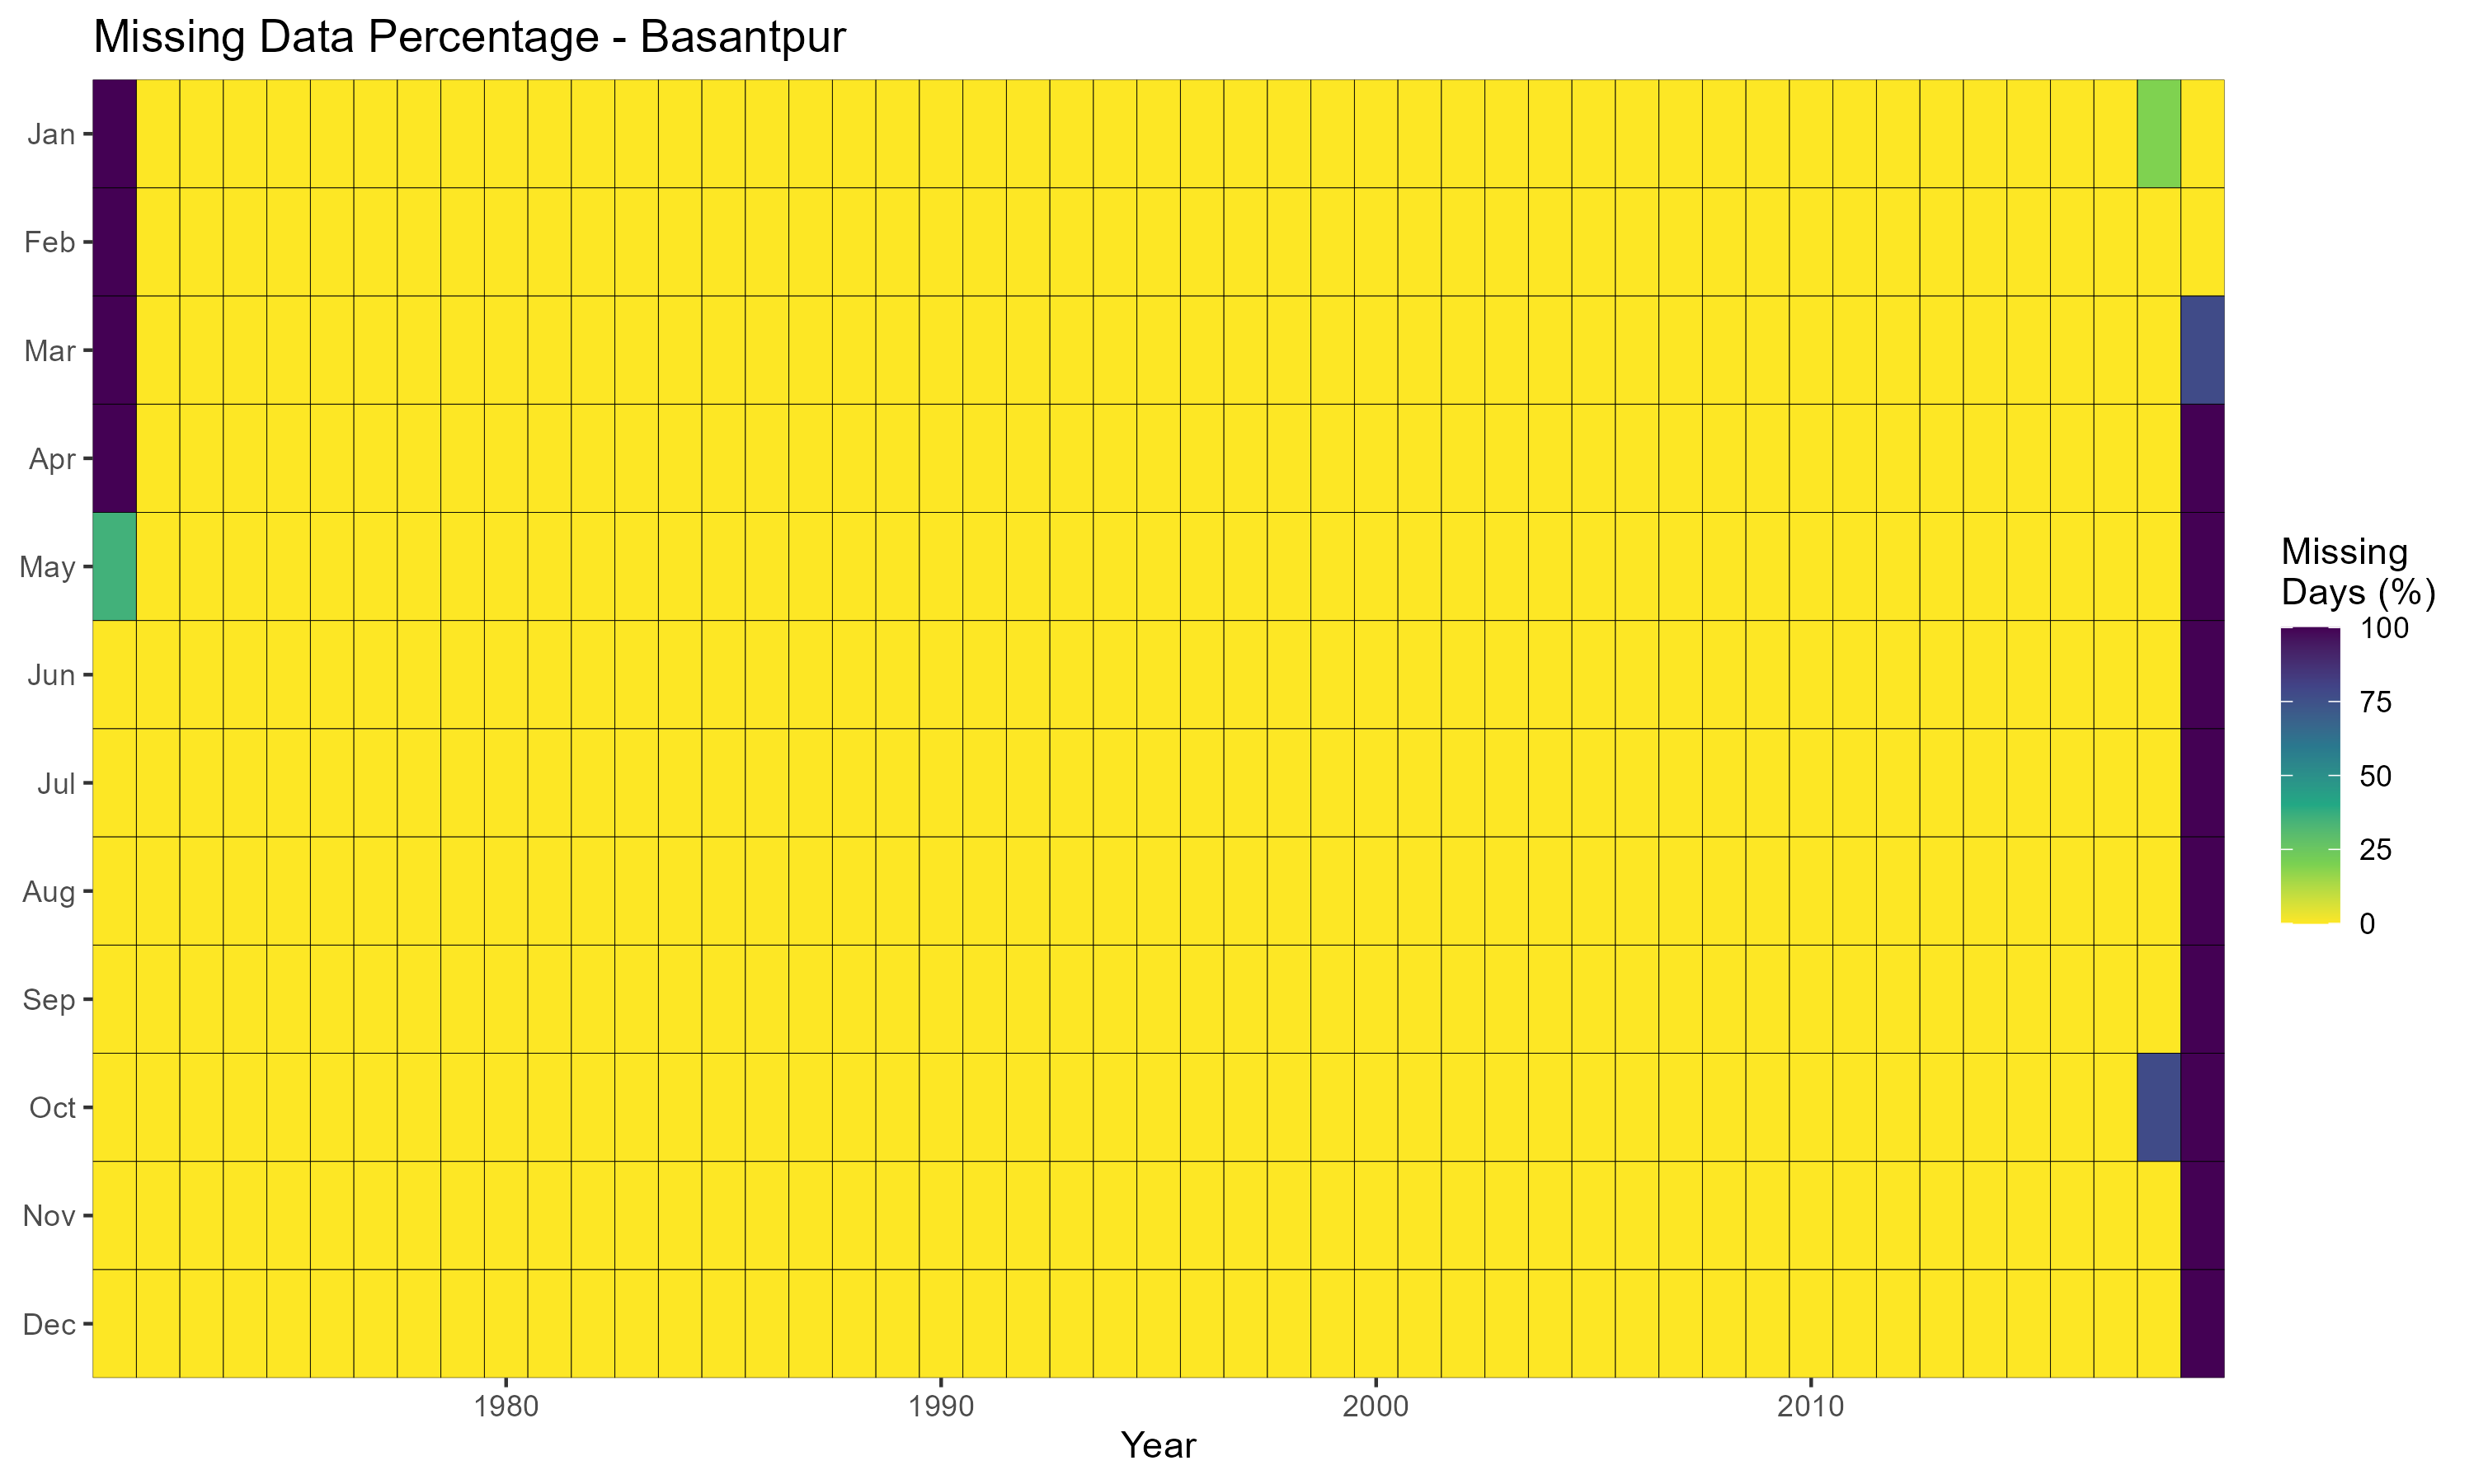 Missing Data Percentage - Basantpur
Jan
Feb
Mar
Apr
May
Jun
Jul
Aug
Sep
Oct
Nov
Dec
1980
1990
2000
2010
Year
Missing
Days (%)
100
75
50
25
0